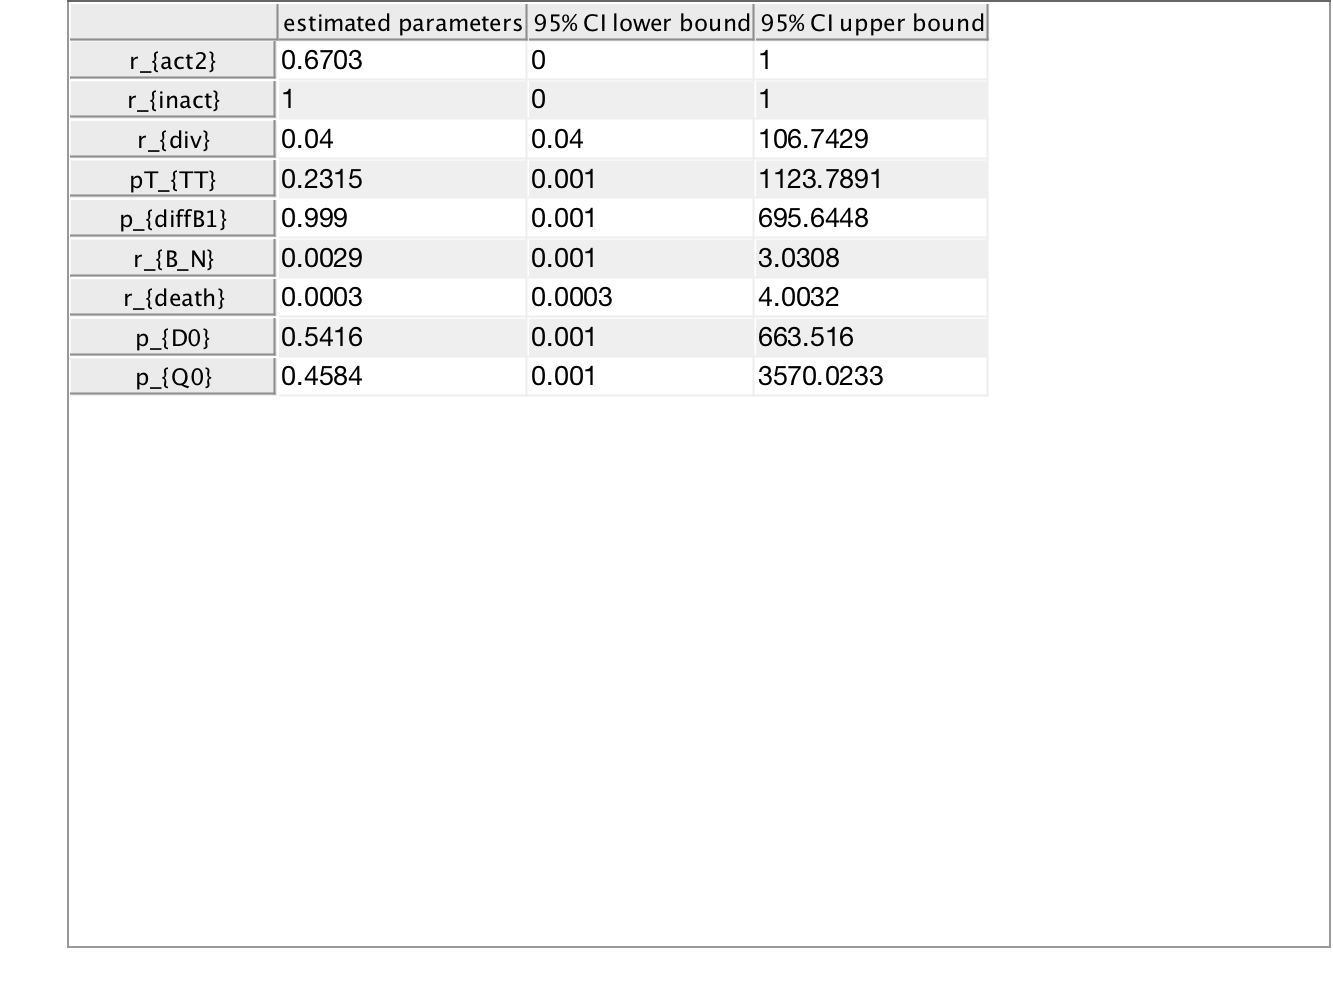 estimated parameters 95% CI lower bound 95% CI upper bound
r_{act2} 0.6703 0 1
r_{inact} 1 0 1
r_{div} 0.04 0.04 106.7429
pT_{TT} 0.2315 0.001 1123.7891
p_{diffB1} 0.999 0.001 695.6448
r_{B_N} 0.0029 0.001 3.0308
r_{death} 0.0003 0.0003 4.0032
p_{D0} 0.5416 0.001 663.516
p_{Q0} 0.4584 0.001 3570.0233